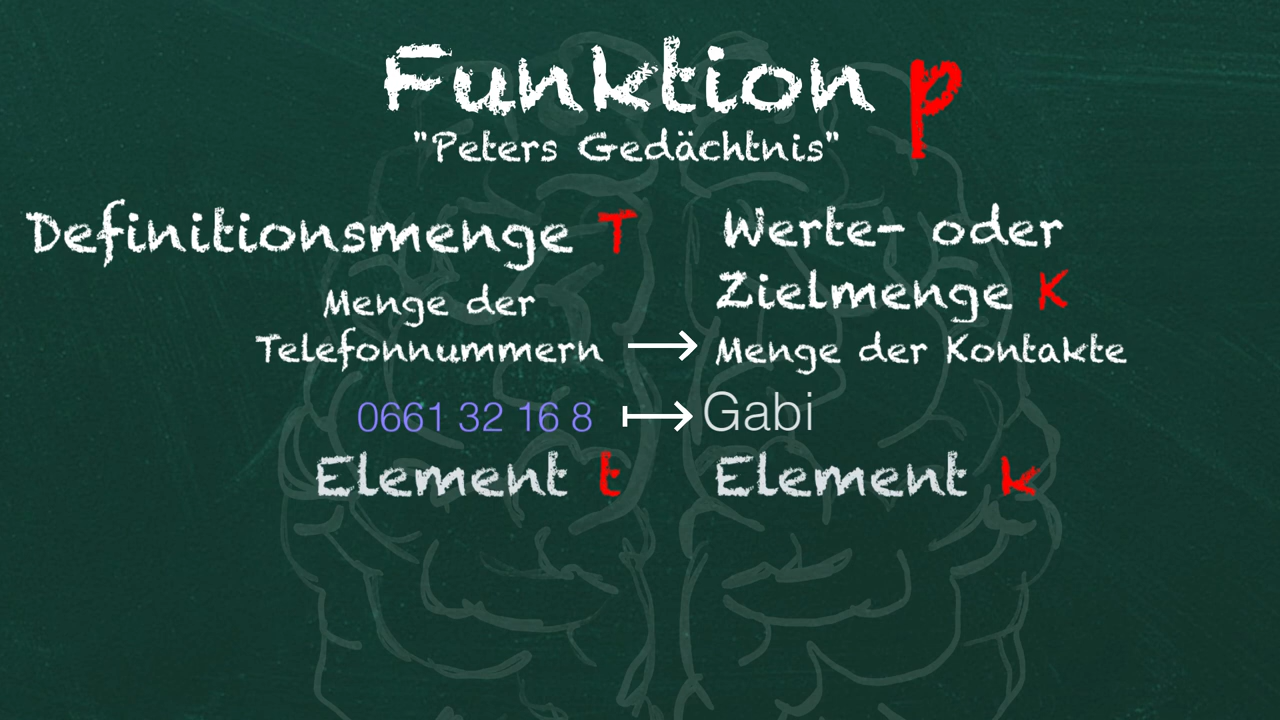 Funktion p
"Peters Gedächtnis"
Definitionsmenge T
Menge der
Telefonnummern
Werte- oder
Zielmenge K
Menge der Kontakte
0661 32 16 8
Gabi
Element t
Element k